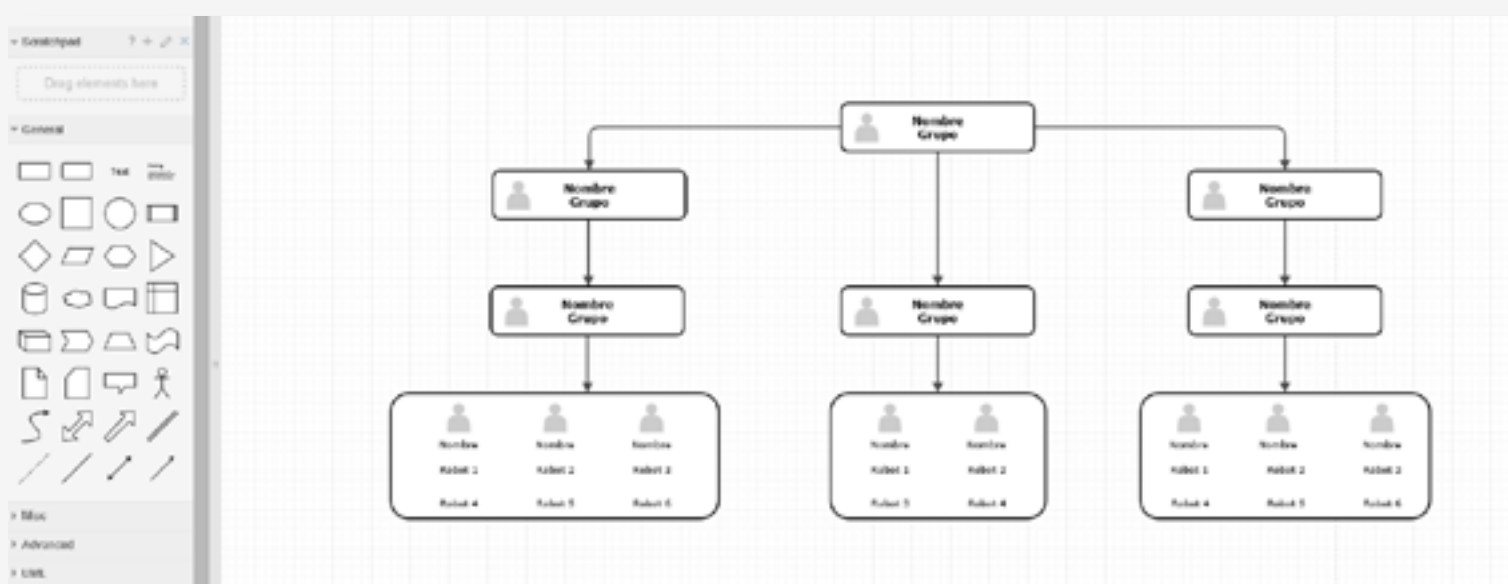 Scratchpad
? + 
Drag elements here
General
Text
Misc
Advanced
UML
Nombre
Grupo
Nombre
Grupo
Nombre
Grupo
Nombre
Grupo
Nombre
Grupo
Nombre
Grupo
Nombre Nombre Nombre
Robot 1 Robot 2 Robot 3
Robot 4 Robot 5 Robot 6
Nombre Nombre
Robot 1 Robot 2
Robot 3 Robot 4
Nombre Nombre Nombre
Robot 1 Robot 2 Robot 3
Robot 4 Robot 5 Robot 6